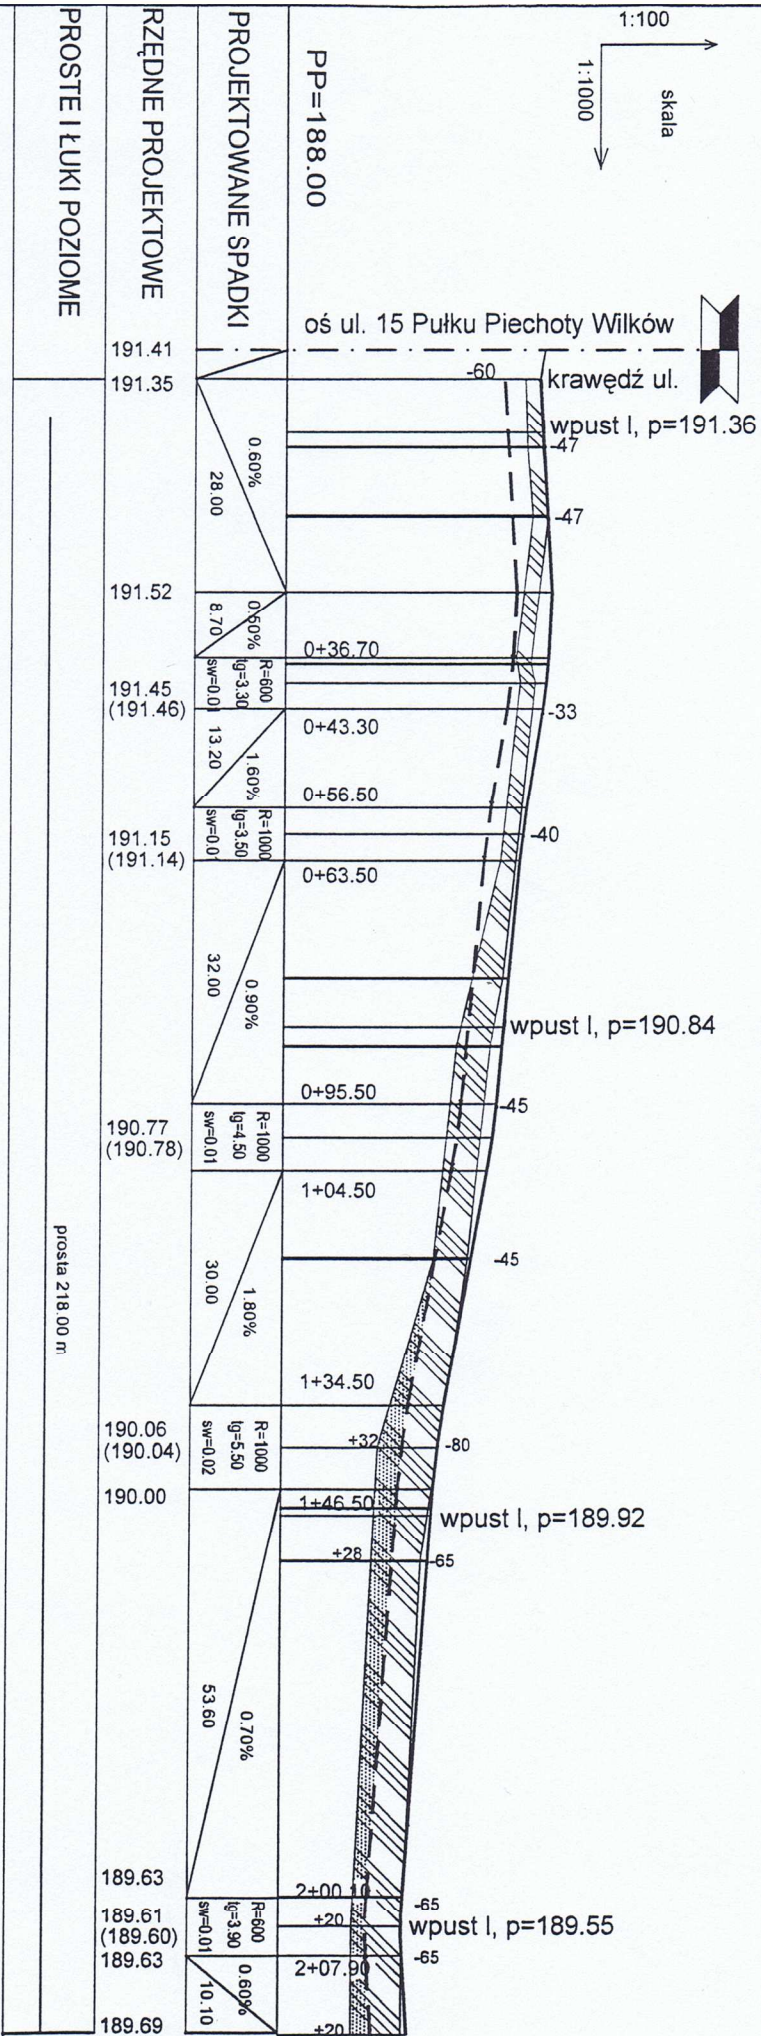 1:100
skala
1:1000
PP=188.00
PROJEKTOWANE SPADKI
RZĘDNE PROJEKTOWE
PROSTE I ŁUKI POZIOME
oś ul. 15 Pułku Piechoty Wilków
krawędź ul.
-60
wpust I, p=191.36
-47
-47
0+36.70
-33
0+43.30
0+56.50
-40
0+63.50
wpust I, p=190.84
0+95.50
-45
1+04.50
-45
1+34.50
+32
-80
1+46.50
wpust I, p=189.92
+28
-65
2+00.10
-65
+20
wpust I, p=189.55
2+07.90
-65
+20
0.60%
28.00
0.60%
8.70
R=600
tg=3.30
sw=0.01
1.60%
13.20
R=1000
tg=3.50
sw=0.01
0.90%
32.00
R=1000
tg=4.50
sw=0.01
1.80%
30.00
R=1000
tg=5.50
sw=0.02
0.70%
53.60
R=600
tg=3.90
sw=0.01
0.60%
10.10
191.41
191.35
191.52
191.45
(191.46)
191.15
(191.14)
190.77
(190.78)
190.06
(190.04)
190.00
189.63
189.61
(189.60)
189.63
189.69
prosta 218.00 m